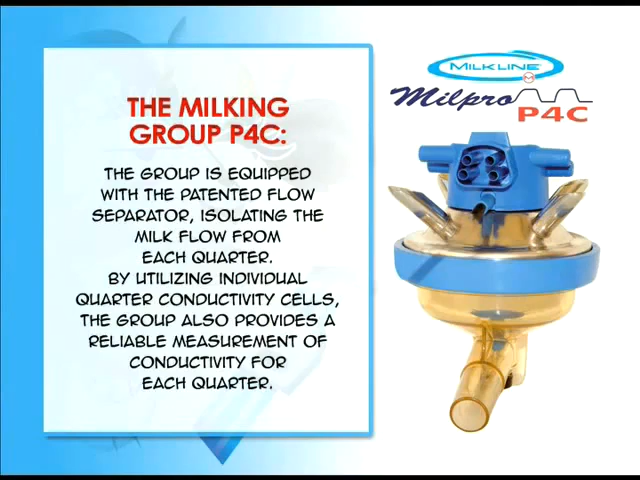 THE MILKING
GROUP P4C:
THE GROUP IS EQUIPPED
WITH THE PATENTED FLOW
SEPARATOR, ISOLATING THE
MILK FLOW FROM
EACH QUARTER.
BY UTILIZING INDIVIDUAL
QUARTER CONDUCTIVITY CELLS,
THE GROUP ALSO PROVIDES A
RELIABLE MEASUREMENT OF
CONDUCTIVITY FOR
EACH QUARTER.
MILKLINE
Milpro
P4C